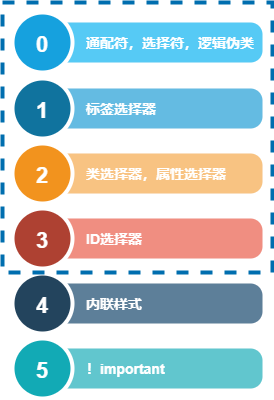 0 通配符，选择符，逻辑伪类
1 标签选择器
2 类选择器，属性选择器
3 ID选择器
4 内联样式
5 ！important